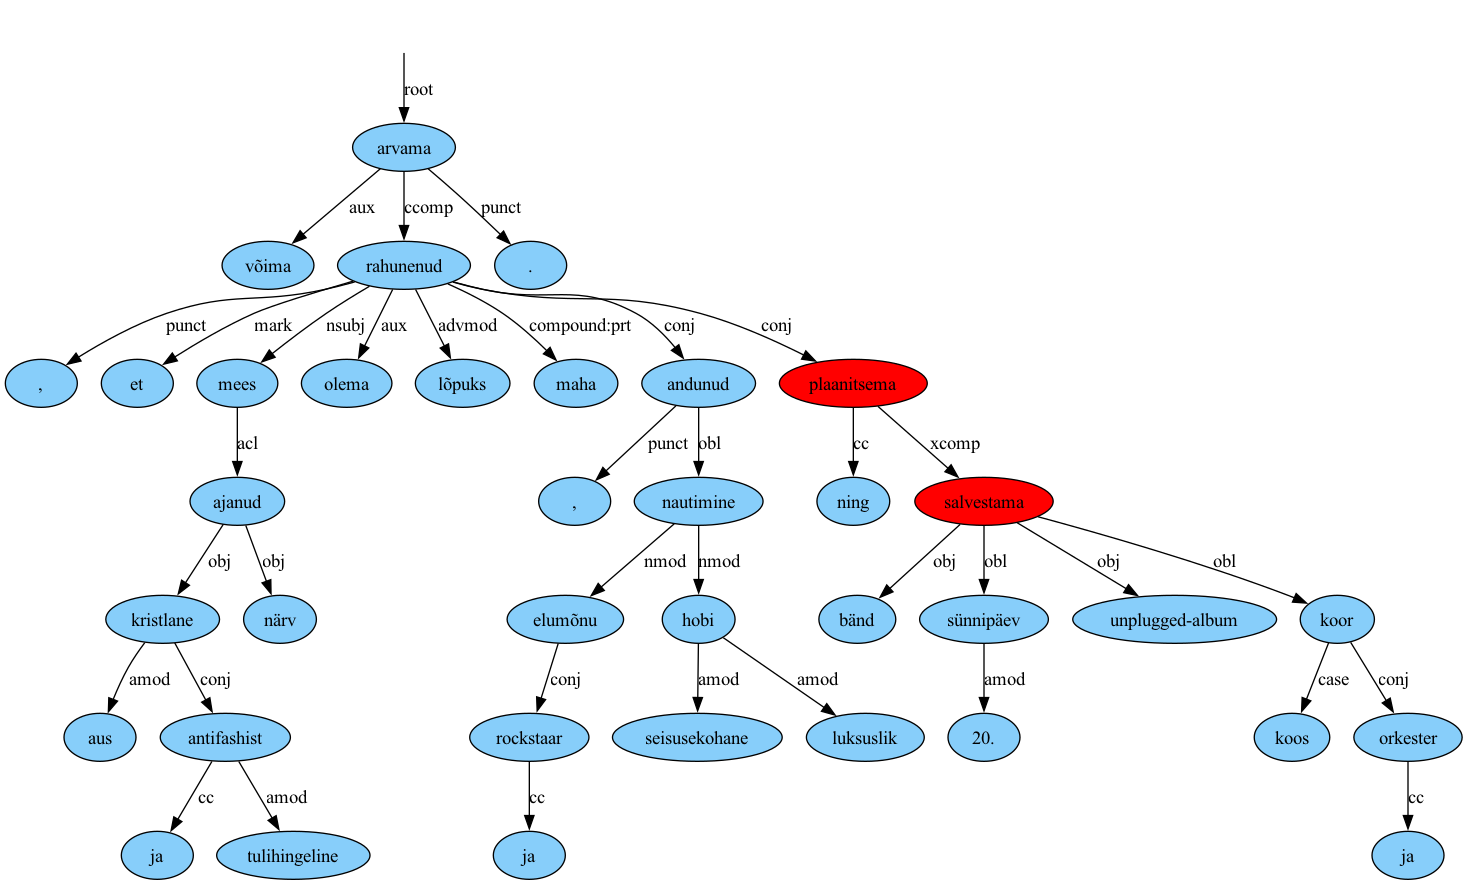 root
arvama
aux ccomp punct
võima rahunenud .
punct mark nsubj aux advmod compound:prt conj conj
, et mees olema lõpuks maha andunud plaanitsema
acl punct obl cc xcomp
ajanud , nautimine ning salvestama
obj obj nmod nmod obj obl obj obl
kristlane närv elumõnu hobi bänd sünnipäev unplugged-album koor
amod conj conj amod amod amod case conj
aus antifashist rockstaar seisusekohane luksuslik 20. koos orkester
cc amod cc cc
ja tulihingeline ja ja